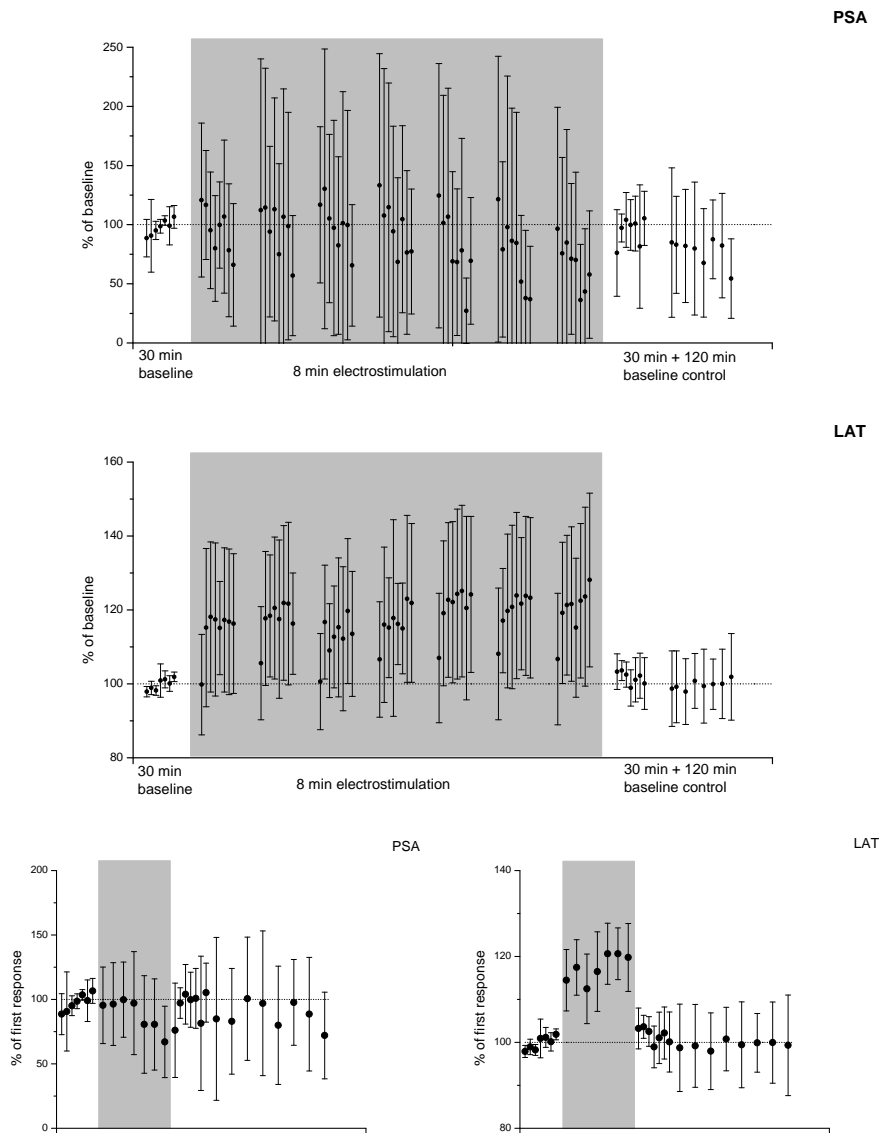 PSA
250
200
150
100
50
0
% of baseline
30 min
baseline
8 min electrostimulation
30 min + 120 min
baseline control
LAT
160
140
120
100
80
% of baseline
30 min
baseline
8 min electrostimulation
30 min + 120 min
baseline control
PSA
200
150
100
50
0
% of first response
LAT
140
120
100
80
% of first response